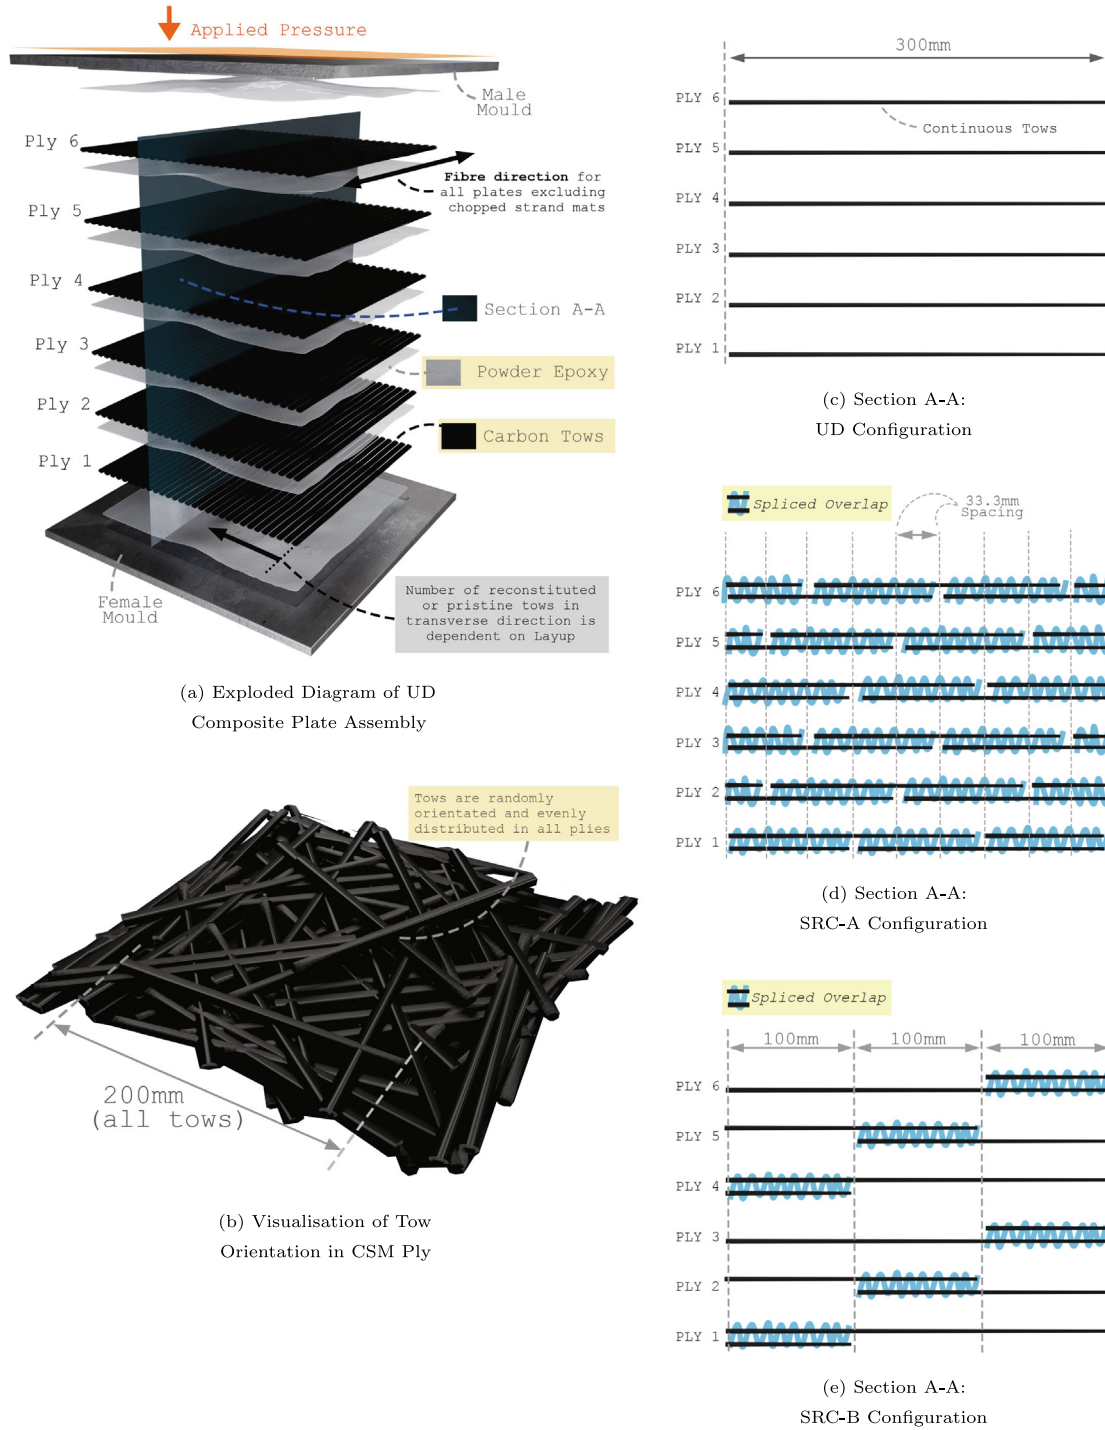 Applied Pressure
Male
Mould
Ply 6
Fibre direction for
all plates excluding
chopped strand mats
Ply 5
Ply 4
Section A-A
Ply 3
Powder Epoxy
Ply 2
Carbon Tows
Ply 1
Female
Mould
Number of reconstituted
or pristine tows in
transverse direction is
dependent on Layup
(a) Exploded Diagram of UD
Composite Plate Assembly
Tows are randomly
orientated and evenly
distributed in all plies
200mm
(all tows)
(b) Visualisation of Tow
Orientation in CSM Ply
300mm
PLY 6
Continuous Tows
PLY 5
PLY 4
PLY 3
PLY 2
PLY 1
(c) Section A-A:
UD Configuration
Spliced Overlap
33.3mm
Spacing
PLY 6
PLY 5
PLY 4
PLY 3
PLY 2
PLY 1
(d) Section A-A:
SRC-A Configuration
Spliced Overlap
100mm 100mm 100mm
PLY 6
PLY 5
PLY 4
PLY 3
PLY 2
PLY 1
(e) Section A-A:
SRC-B Configuration